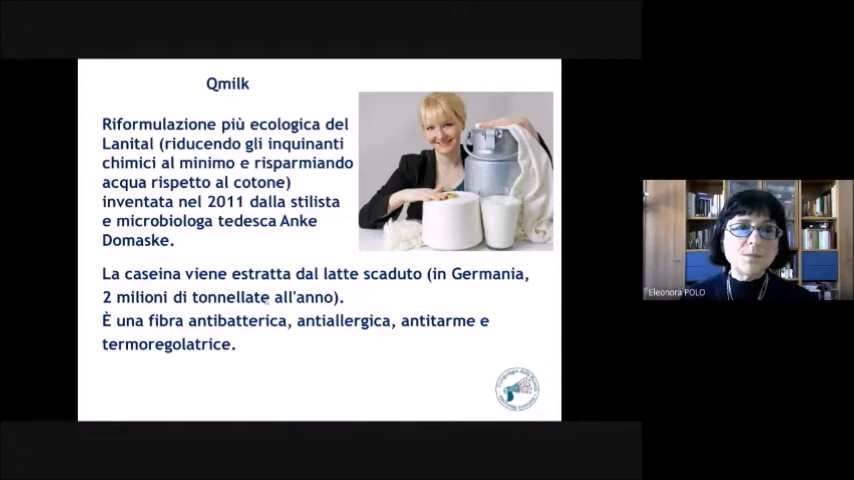 Qmilk
Riformulazione più ecologica del
Lanital (riducendo gli inquinanti
chimici al minimo e risparmiando
acqua rispetto al cotone)
inventata nel 2011 dalla stilista
e microbiologa tedesca Anke
Domaske.
La caseina viene estratta dal latte scaduto (in Germania,
2 milioni di tonnellate all'anno).
È una fibra antibatterica, antiallergica, antitarme e
termoregolatrice.
Eleonora POLO